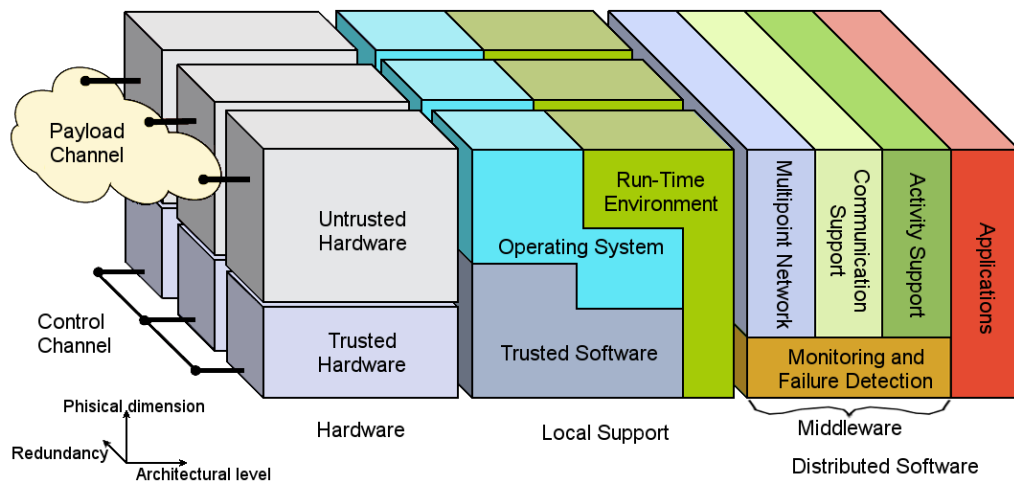 Payload
Channel
Untrusted
Hardware
Trusted
Hardware
Control
Channel
Run-Time
Environment
Operating System
Trusted Software
Multipoint Network
Communication
Support
Activity Support
Applications
Monitoring and
Failure Detection
Phisical dimension
Redundancy
Architectural level
Hardware
Local Support
Middleware
Distributed Software